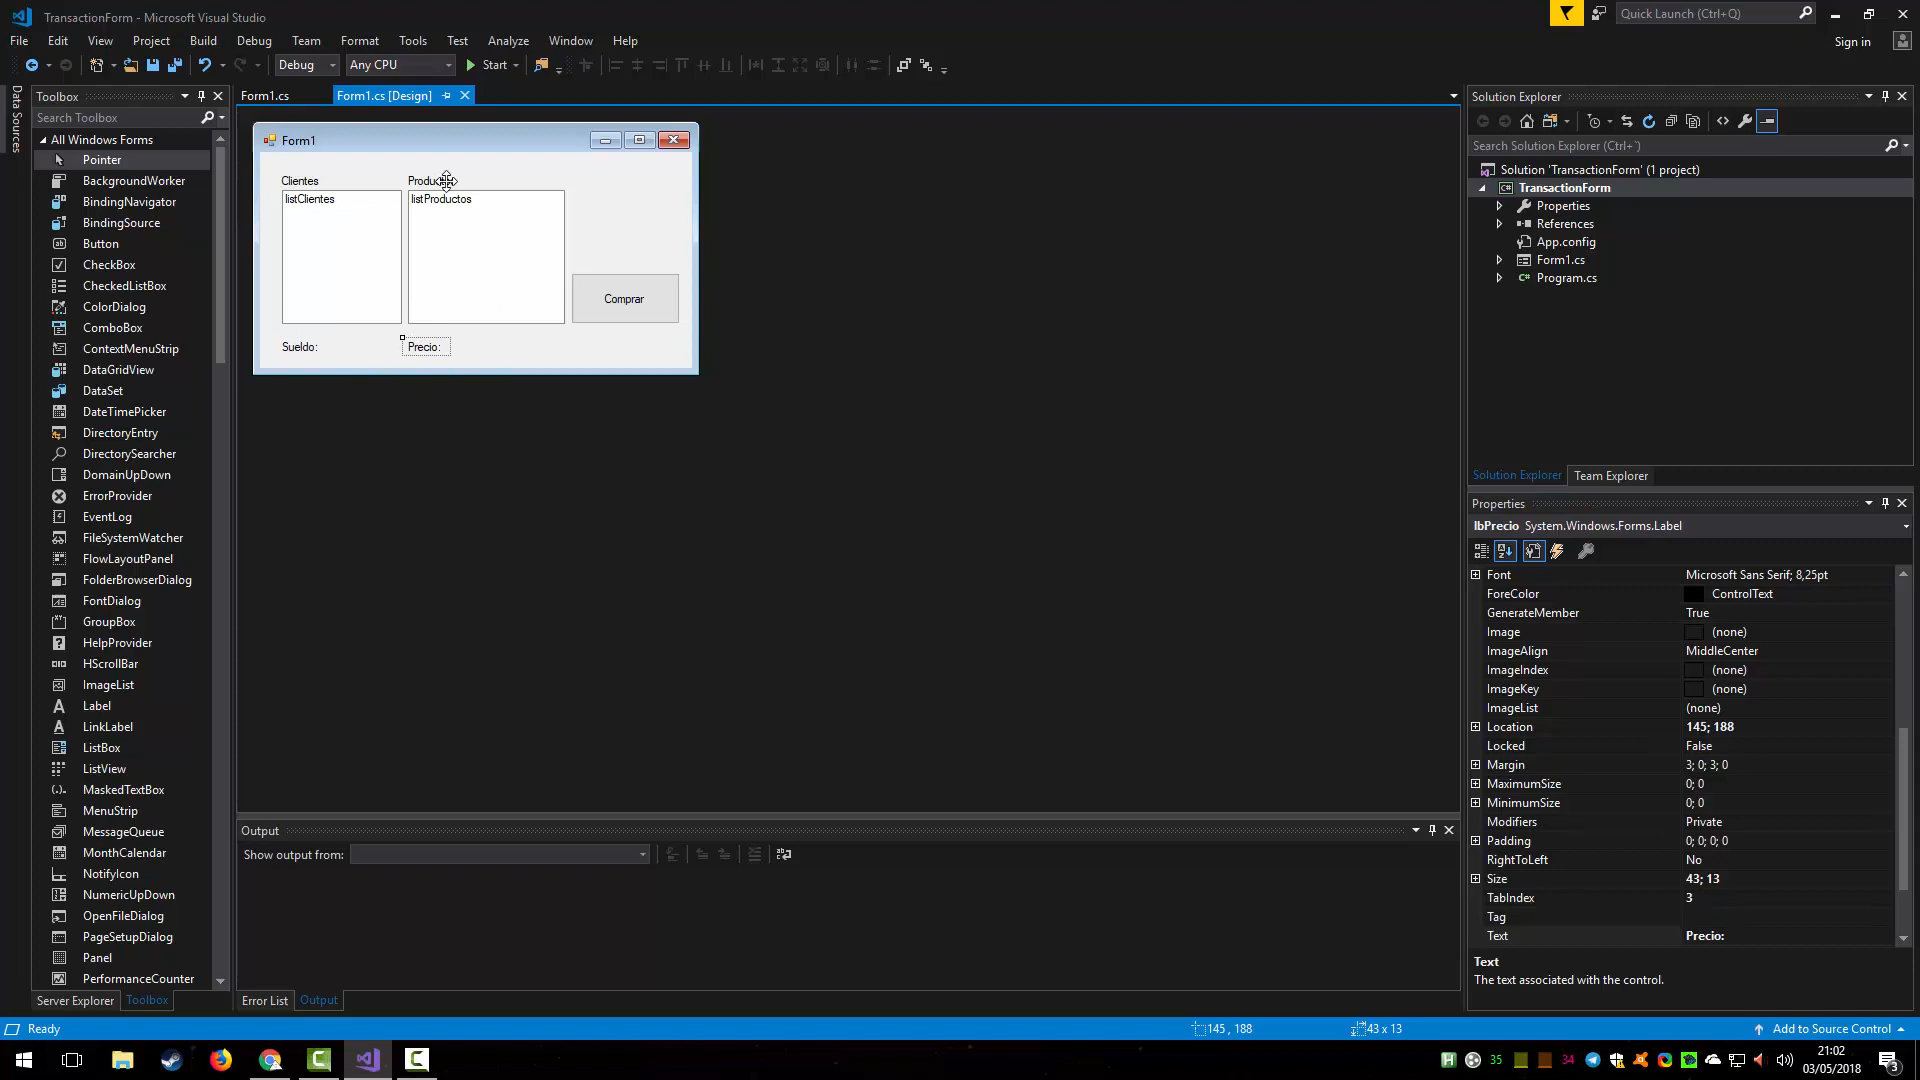 TransactionForm - Microsoft Visual Studio
Quick Launch (Ctrl+Q)
File Edit View Project Build Debug Team Format Tools Test Analyze Window Help
Sign in
Debug Any CPU Start
Data Sources
Toolbox
Search Toolbox
All Windows Forms
Pointer
BackgroundWorker
BindingNavigator
BindingSource
Button
CheckBox
CheckedListBox
ColorDialog
ComboBox
ContextMenuStrip
DataGridView
DataSet
DateTimePicker
DirectoryEntry
DirectorySearcher
DomainUpDown
ErrorProvider
EventLog
FileSystemWatcher
FlowLayoutPanel
FolderBrowserDialog
FontDialog
GroupBox
HelpProvider
HScrollBar
ImageList
Label
LinkLabel
ListBox
ListView
MaskedTextBox
MenuStrip
MessageQueue
MonthCalendar
NotifyIcon
NumericUpDown
OpenFileDialog
PageSetupDialog
Panel
PerformanceCounter
Server Explorer Toolbox
Form1.cs Form1.cs [Design]
Form1
Clientes
listClientes
listProductos
Comprar
Sueldo: Precio:
Output
Show output from:
Error List Output
Solution Explorer
Search Solution Explorer (Ctrl+¨)
Solution 'TransactionForm' (1 project)
TransactionForm
Properties
References
App.config
Form1.cs
Program.cs
Solution Explorer Team Explorer
Properties
lbPrecio System.Windows.Forms.Label
Font Microsoft Sans Serif; 8,25pt
ForeColor ControlText
GenerateMember True
Image (none)
ImageAlign MiddleCenter
ImageIndex (none)
ImageKey (none)
ImageList (none)
Location 145; 188
Locked False
Margin 3; 0; 3; 0
MaximumSize 0; 0
MinimumSize 0; 0
Modifiers Private
Padding 0; 0; 0; 0
RightToLeft No
Size 43; 13
TabIndex 3
Tag
Text Precio:
Text
The text associated with the control.
Ready 145 , 188 43 x 13 Add to Source Control
35 34
21:02
03/05/2018
3